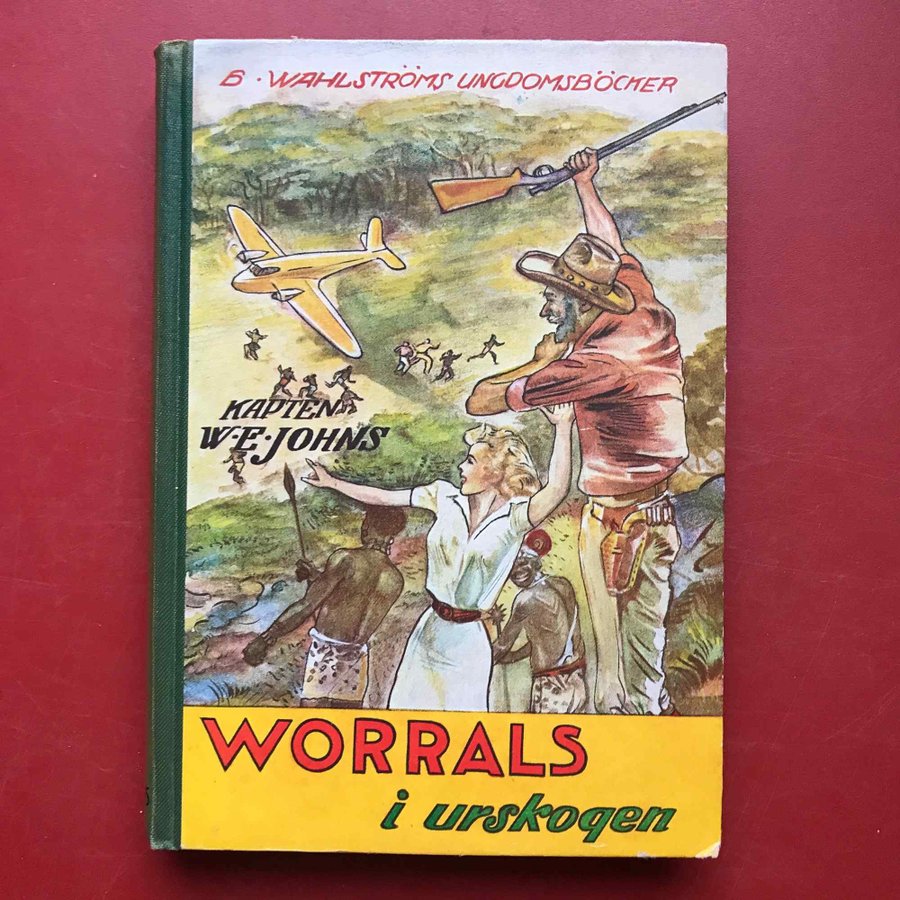 B. WAHLSTRÖMS UNGDOMSBÖCKER
KAPTEN
W.E. JOHNS
WORRALS
i urskogen